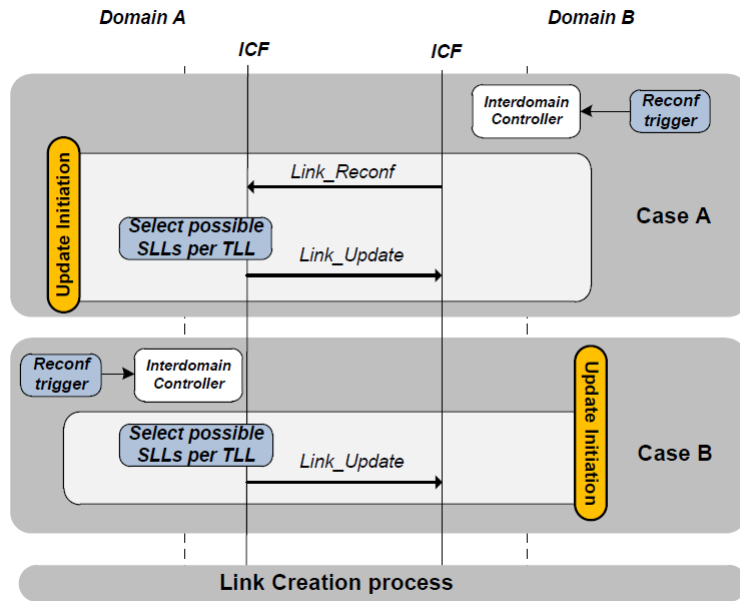 Domain A
Domain B
ICF
ICF
Interdomain
Controller
Reconf
trigger
Update Initiation
Link_Reconf
Select possible
SLLs per TLL
Link_Update
Case A
Reconf
trigger
Interdomain
Controller
Select possible
SLLs per TLL
Link_Update
Update Initiation
Case B
Link Creation process